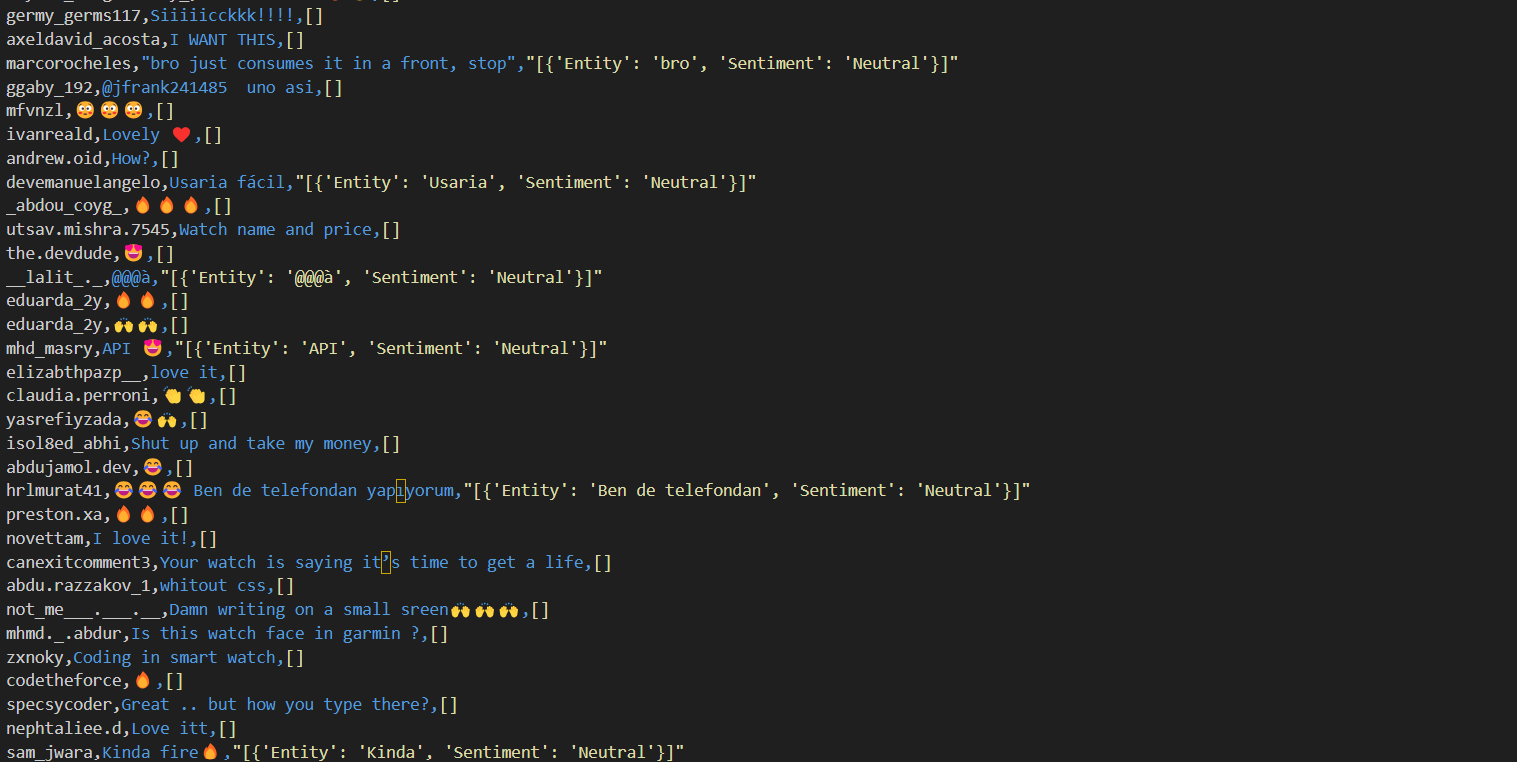 germy_germs117,Siiiiicckkk!!!!,[]
axeldavid_acosta,I WANT THIS,[]
marcorocheles,"bro just consumes it in a front, stop","[{'Entity': 'bro', 'Sentiment': 'Neutral'}]"
ggaby_192,@jfrank241485  uno asi,[]
mfvnzl,😳😳😳,[]
ivanreald,Lovely ❤️,[]
andrew.oid,How?,[]
devemanuelangelo,Usaria fácil,"[{'Entity': 'Usaria', 'Sentiment': 'Neutral'}]"
_abdou_coyg_,🔥🔥🔥,[]
utsav.mishra.7545,Watch name and price,[]
the.devdude,😍,[]
__lalit_._,@@@à,"[{'Entity': '@@@à', 'Sentiment': 'Neutral'}]"
eduarda_2y,🔥🔥,[]
eduarda_2y,🙌🙌,[]
mhd_masry,API 😍,"[{'Entity': 'API', 'Sentiment': 'Neutral'}]"
elizabthpazp__,love it,[]
claudia.perroni,👏👏,[]
yasrefiyzada,😂🙌,[]
isol8ed_abhi,Shut up and take my money,[]
abdujamol.dev,😂,[]
hrlmurat41,😂😂😂 Ben de telefondan yapıyorum,"[{'Entity': 'Ben de telefondan', 'Sentiment': 'Neutral'}]"
preston.xa,🔥🔥,[]
novettam,I love it!,[]
canexitcomment3,Your watch is saying it’s time to get a life,[]
abdu.razzakov_1,whitout css,[]
not_me___.___.__,Damn writing on a small sreen🙌🙌🙌,[]
mhmd._.abdur,Is this watch face in garmin ?,[]
zxnoky,Coding in smart watch,[]
codetheforce,🔥,[]
specsycoder,Great .. but how you type there?,[]
nephtaliee.d,Love itt,[]
sam_jwara,Kinda fire🔥,"[{'Entity': 'Kinda', 'Sentiment': 'Neutral'}]"